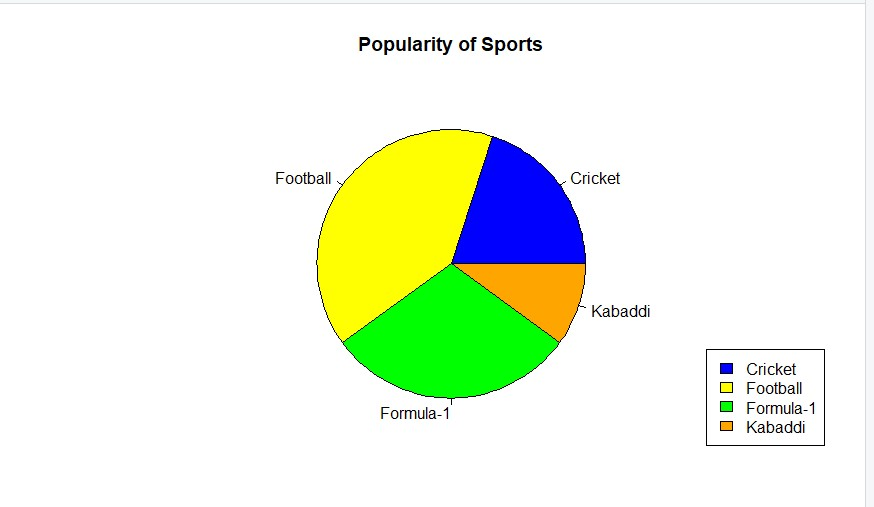 Popularity of Sports
Football
Cricket
Kabaddi
Formula-1
Cricket
Football
Formula-1
Kabaddi